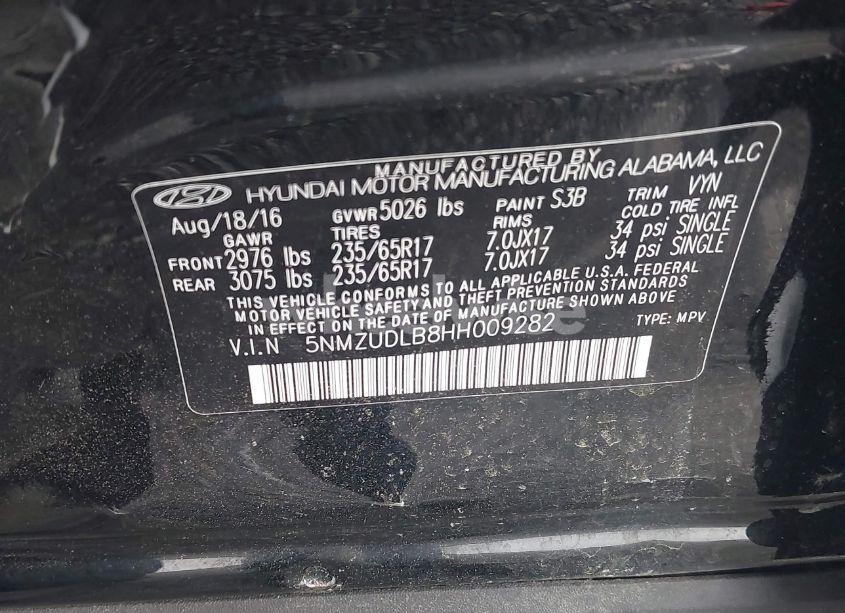 MANUFACTURED BY
HYUNDAI MOTOR MANUFACTURING ALABAMA, LLC
Aug/18/16 GVWR 5026 lbs PAINT S3B TRIM VYN
GAWR TIRES RIMS COLD TIRE INFL
FRONT 2976 lbs 235/65R17 7.0JX17 34 psi SINGLE
REAR 3075 lbs 235/65R17 7.0JX17 34 psi SINGLE
THIS VEHICLE CONFORMS TO ALL APPLICABLE U.S.A. FEDERAL
MOTOR VEHICLE SAFETY AND THEFT PREVENTION STANDARDS
IN EFFECT ON THE DATE OF MANUFACTURE SHOWN ABOVE
V.I.N 5NMZUDLB8HH009282 TYPE: MPV